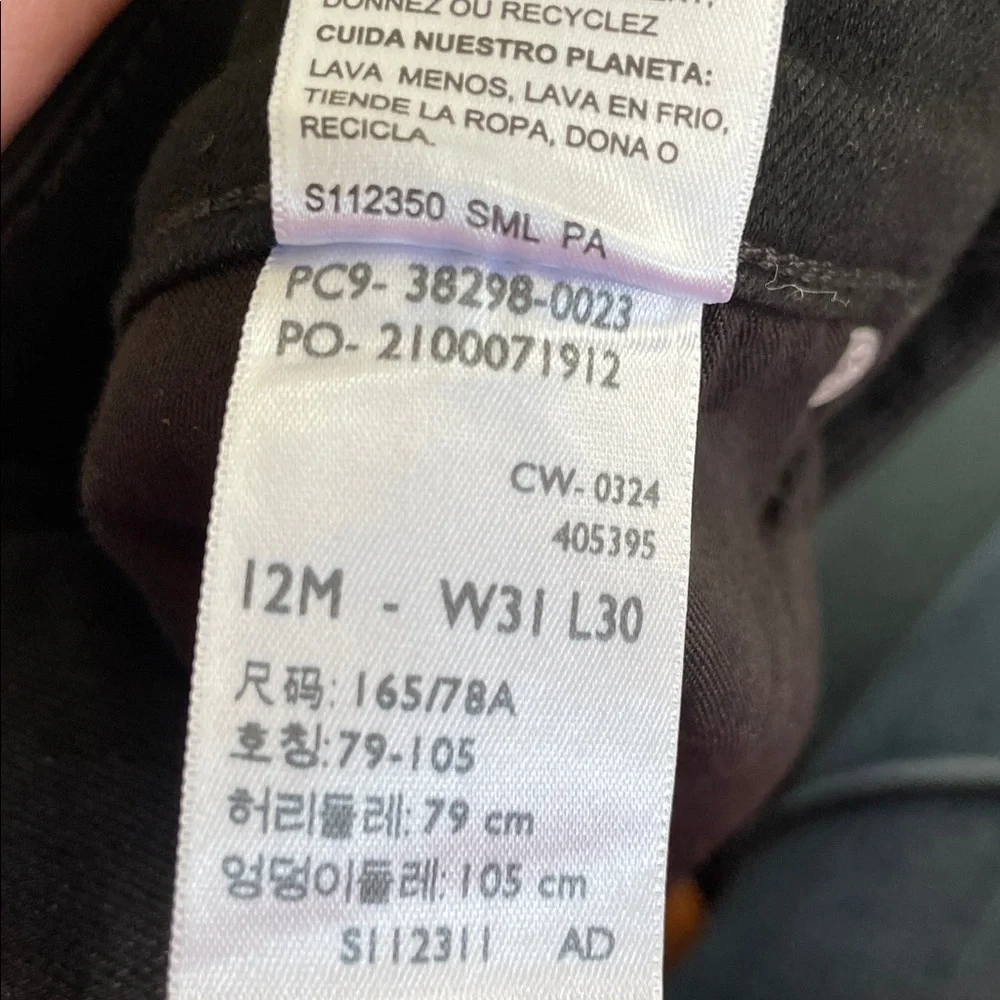 DONNEZ OU RECYCLEZ
CUIDA NUESTRO PLANETA:
LAVA MENOS, LAVA EN FRIO,
TIENDE LA ROPA, DONA O
RECICLA.
S112350 SML PA
PC9- 38298-0023
PO- 2100071912
CW- 0324
405395
12M - W31 L30
尺码: 165/78A
호칭:79-105
허리둘레: 79 cm
엉덩이둘레: 105 cm
S112311 AD